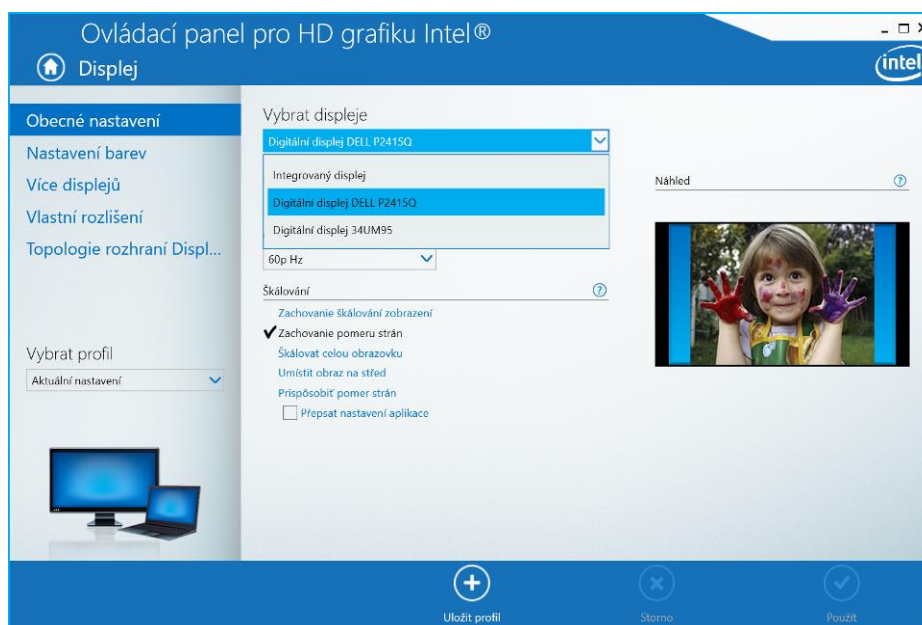 Ovládací panel pro HD grafiku Intel®
Displej
intel
Obecné nastavení
Nastavení barev
Více displejů
Vlastní rozlišení
Topologie rozhraní Displ...
Vybrat profil
Aktuální nastavení
Vybrat displeje
Digitální displej DELL P2415Q
Integrovaný displej
Digitální displej DELL P2415Q
Digitální displej 34UM95
60p Hz
Škálování
?
Zachovanie škálování zobrazení
Zachovanie pomeru strán
Škálovat celou obrazovku
Umístit obraz na střed
Prispôsobiť pomer strán
Přepsat nastavení aplikace
Náhled
?
Uložit profil
Storno
Použít